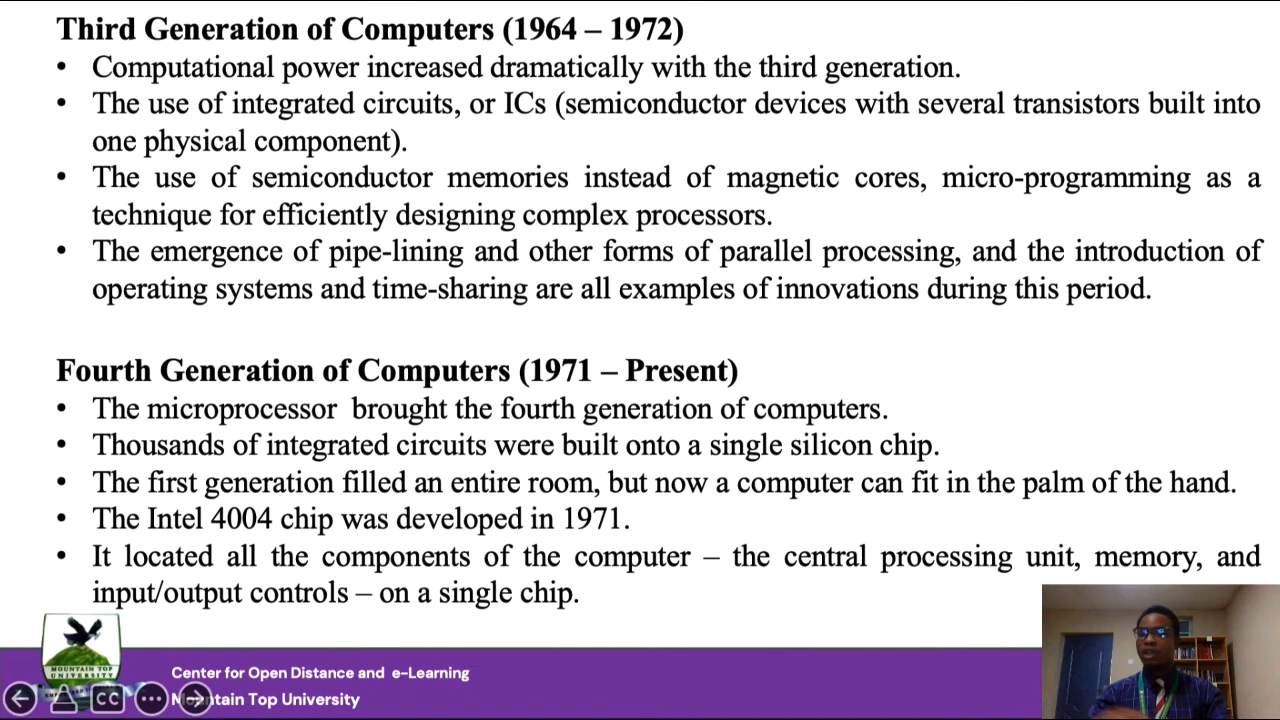 Third Generation of Computers (1964 – 1972)
• Computational power increased dramatically with the third generation.
• The use of integrated circuits, or ICs (semiconductor devices with several transistors built into
one physical component).
• The use of semiconductor memories instead of magnetic cores, micro-programming as a
technique for efficiently designing complex processors.
• The emergence of pipe-lining and other forms of parallel processing, and the introduction of
operating systems and time-sharing are all examples of innovations during this period.
Fourth Generation of Computers (1971 – Present)
• The microprocessor brought the fourth generation of computers.
• Thousands of integrated circuits were built onto a single silicon chip.
• The first generation filled an entire room, but now a computer can fit in the palm of the hand.
• The Intel 4004 chip was developed in 1971.
• It located all the components of the computer – the central processing unit, memory, and
input/output controls – on a single chip.
MOUNTAIN TOP
UNIVERSITY
Center for Open Distance and e-Learning
Mountain Top University
CC